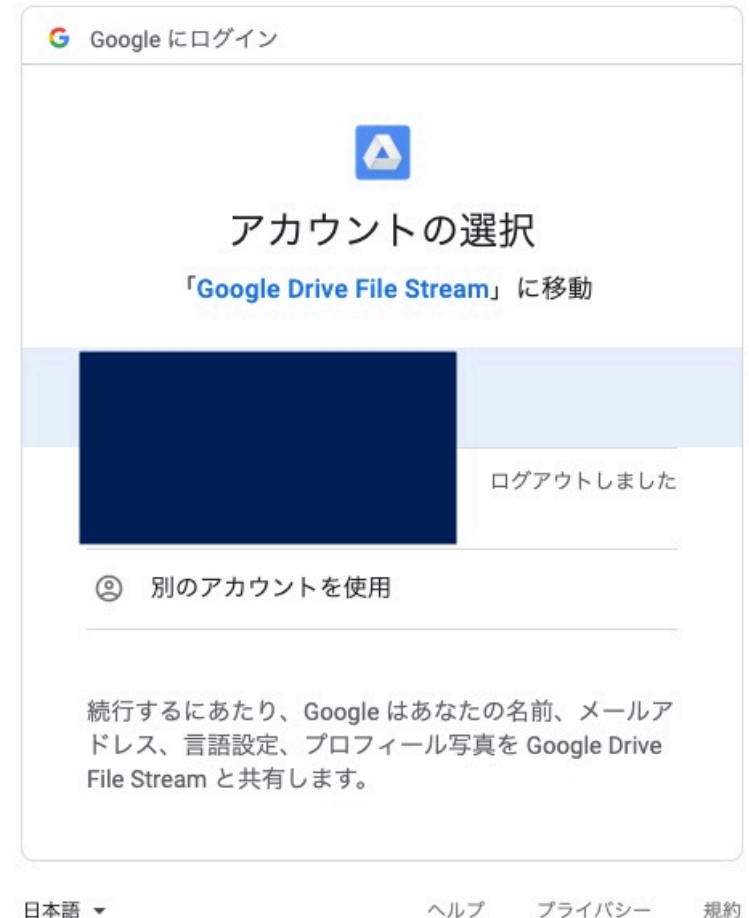 Google にログイン
アカウントの選択
「Google Drive File Stream」に移動
ログアウトしました
別のアカウントを使用
続行するにあたり、Google はあなたの名前、メールア
ドレス、言語設定、プロフィール写真を Google Drive
File Stream と共有します。
日本語 ヘルプ プライバシー 規約